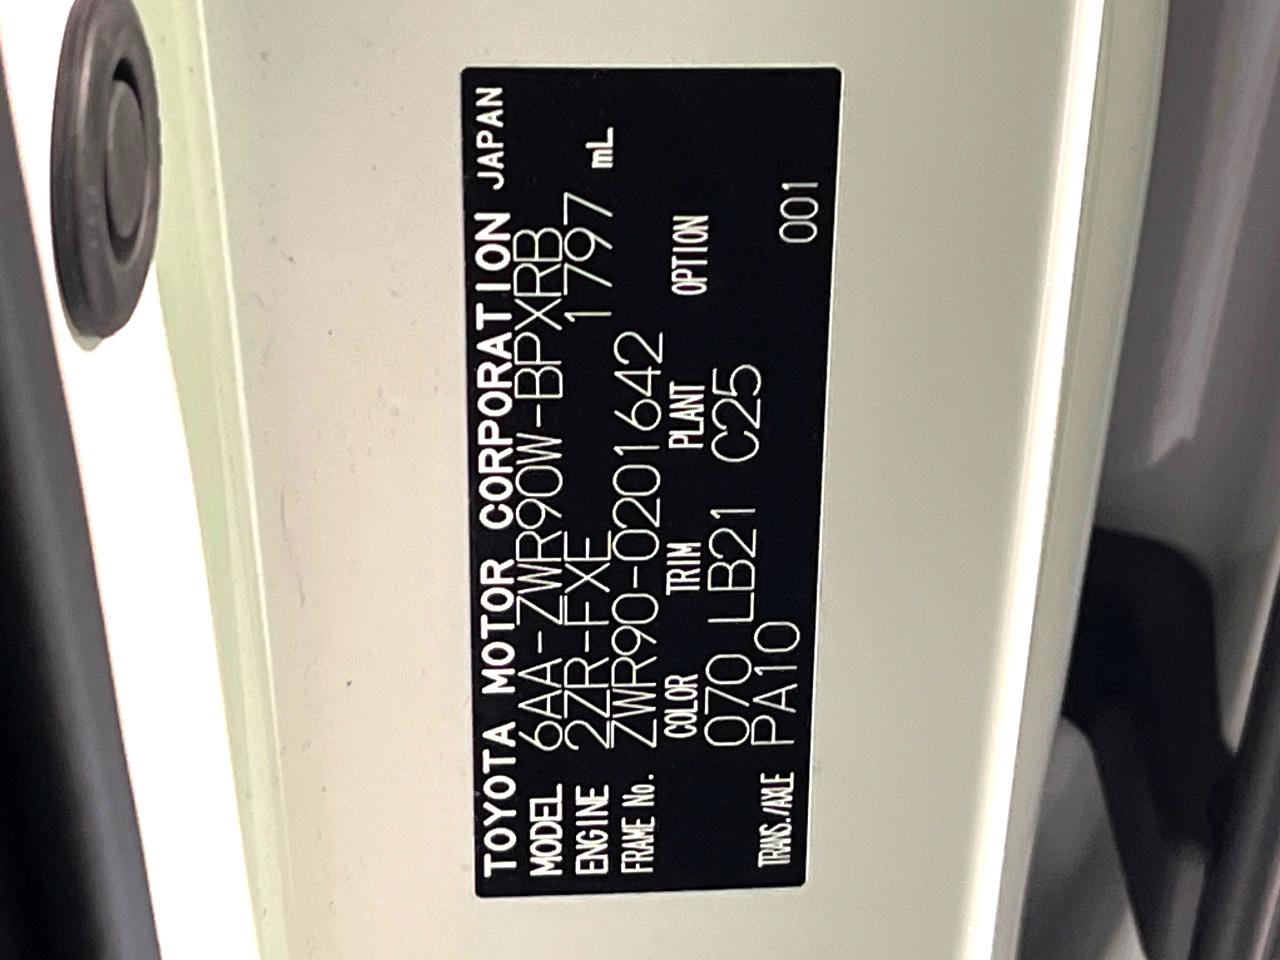 TOYOTA MOTOR CORPORATION JAPAN
MODEL 6AA-ZWR90W-BPXRB
ENGINE 2ZR-FXE 1797 mL
FRAME No. ZWR90-0201642
COLOR TRIM PLANT OPTION
070 LB21 C25
TRANS./AXLE PA10 001